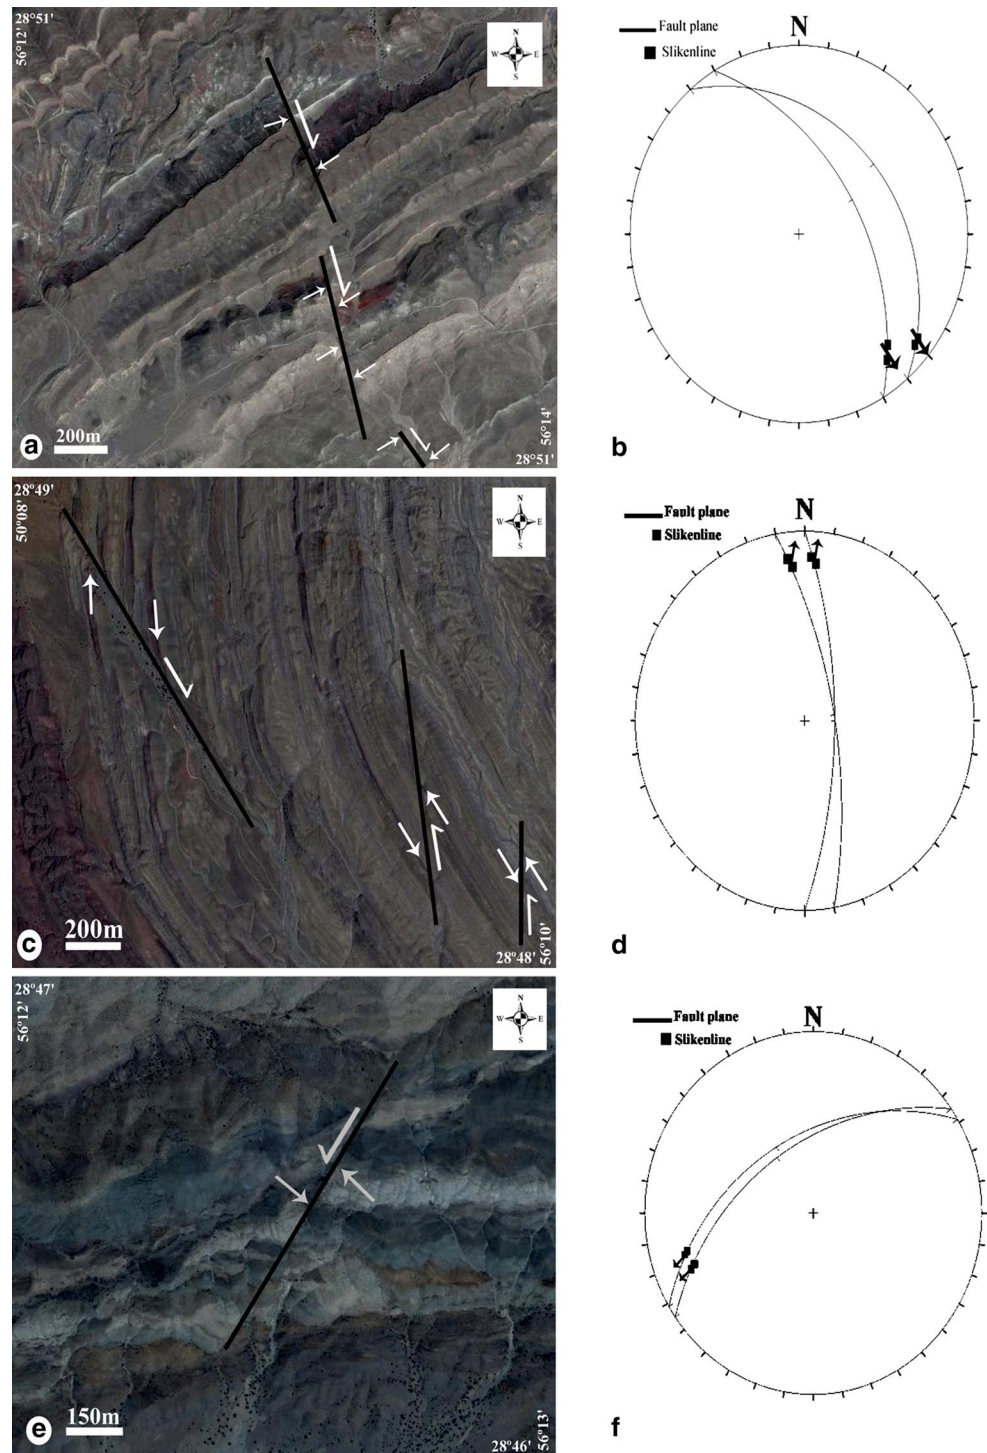 28°51'
56°12'
N
W E
S
200m
a
56°14'
28°51'
Fault plane
Slikenline
N
b
28°49'
50°08'
N
W E
S
200m
c
28°48'
56°10'
Fault plane
Slikenline
N
d
28°47'
56°12'
N
W E
S
150m
e
28°46'
56°13'
Fault plane
Slikenline
N
f